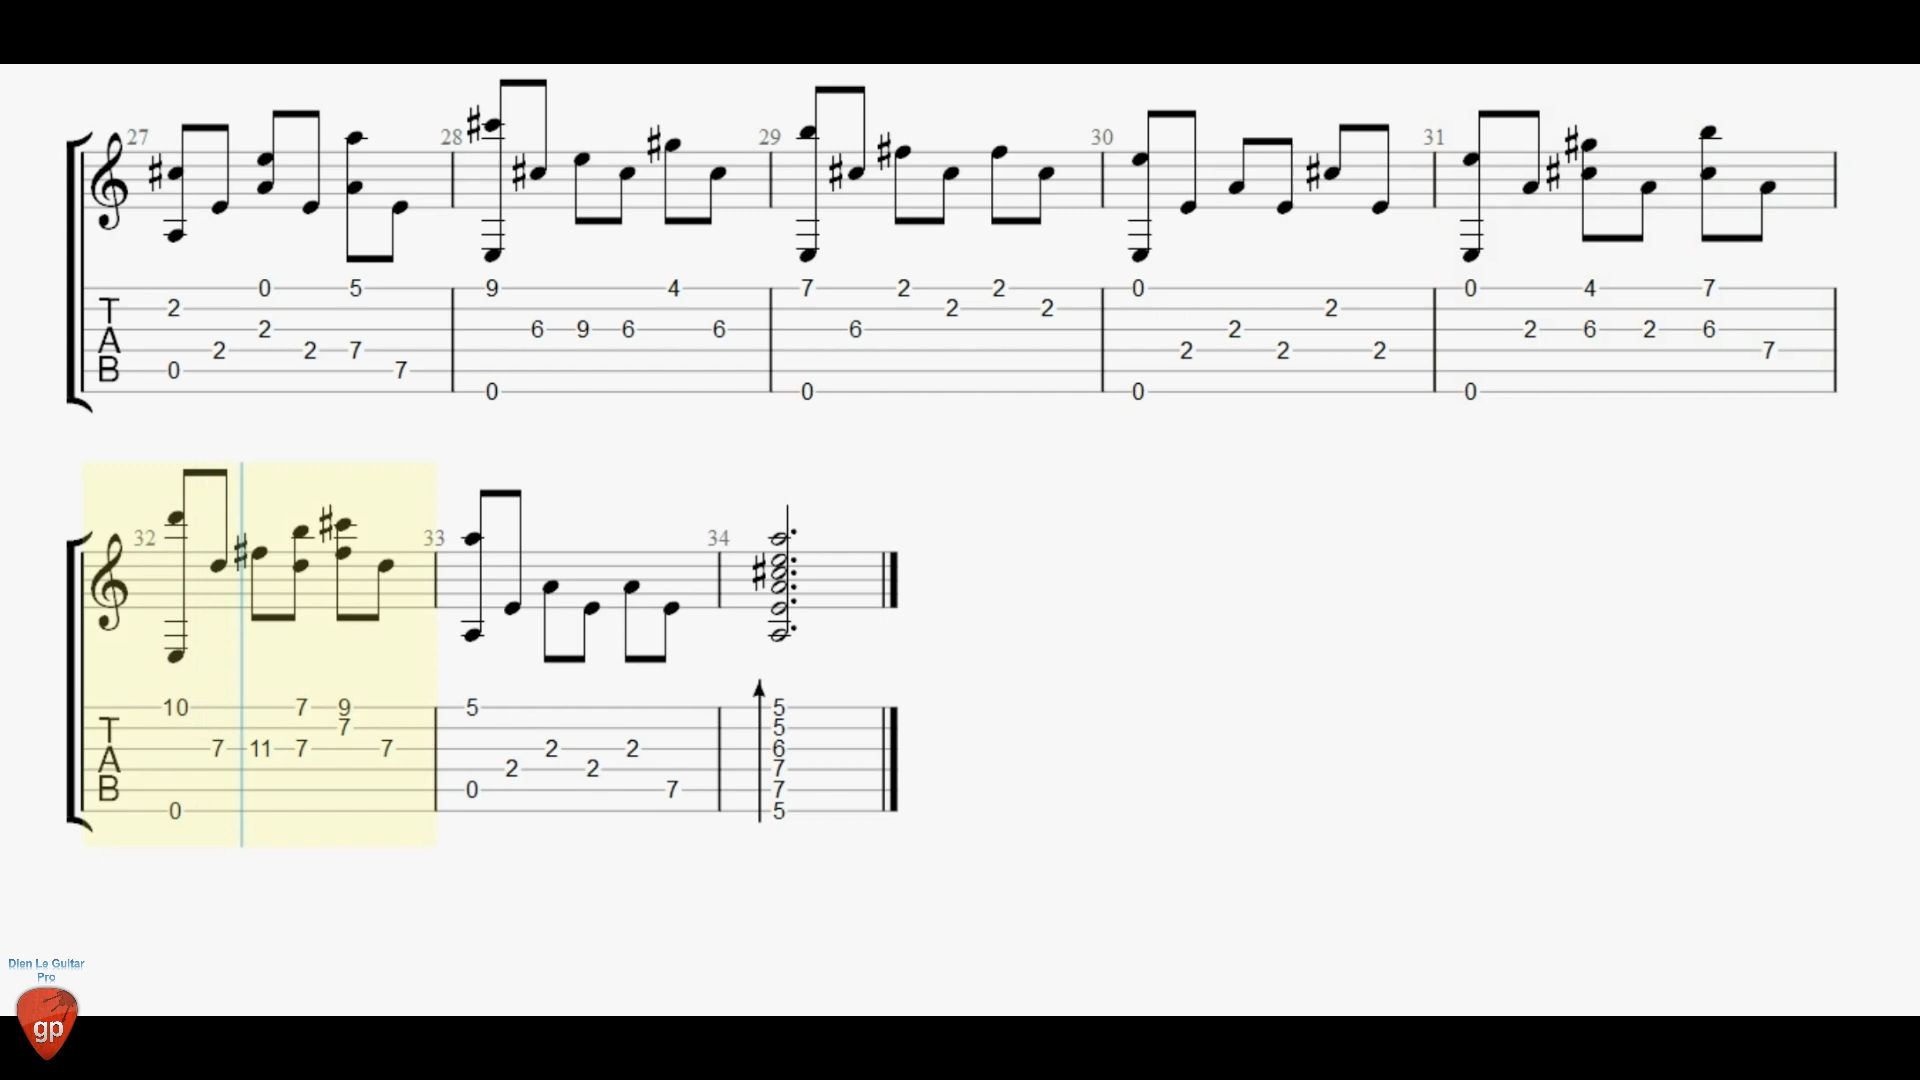 27 28 29 30 31
0 5 9 4 7 2 2 0 0 4 7
2 2 2 2
2 6 9 6 6 6 2 2 6 2 6
2 2 7 2 2 2 7
0 7
0 0 0 0
TAB
32 33 34
10 7 9 5 5
7 5
7 11 7 7 2 2 6
2 2 7
0 7 7
0 5
TAB
Dien Le Guitar
Pro
gp